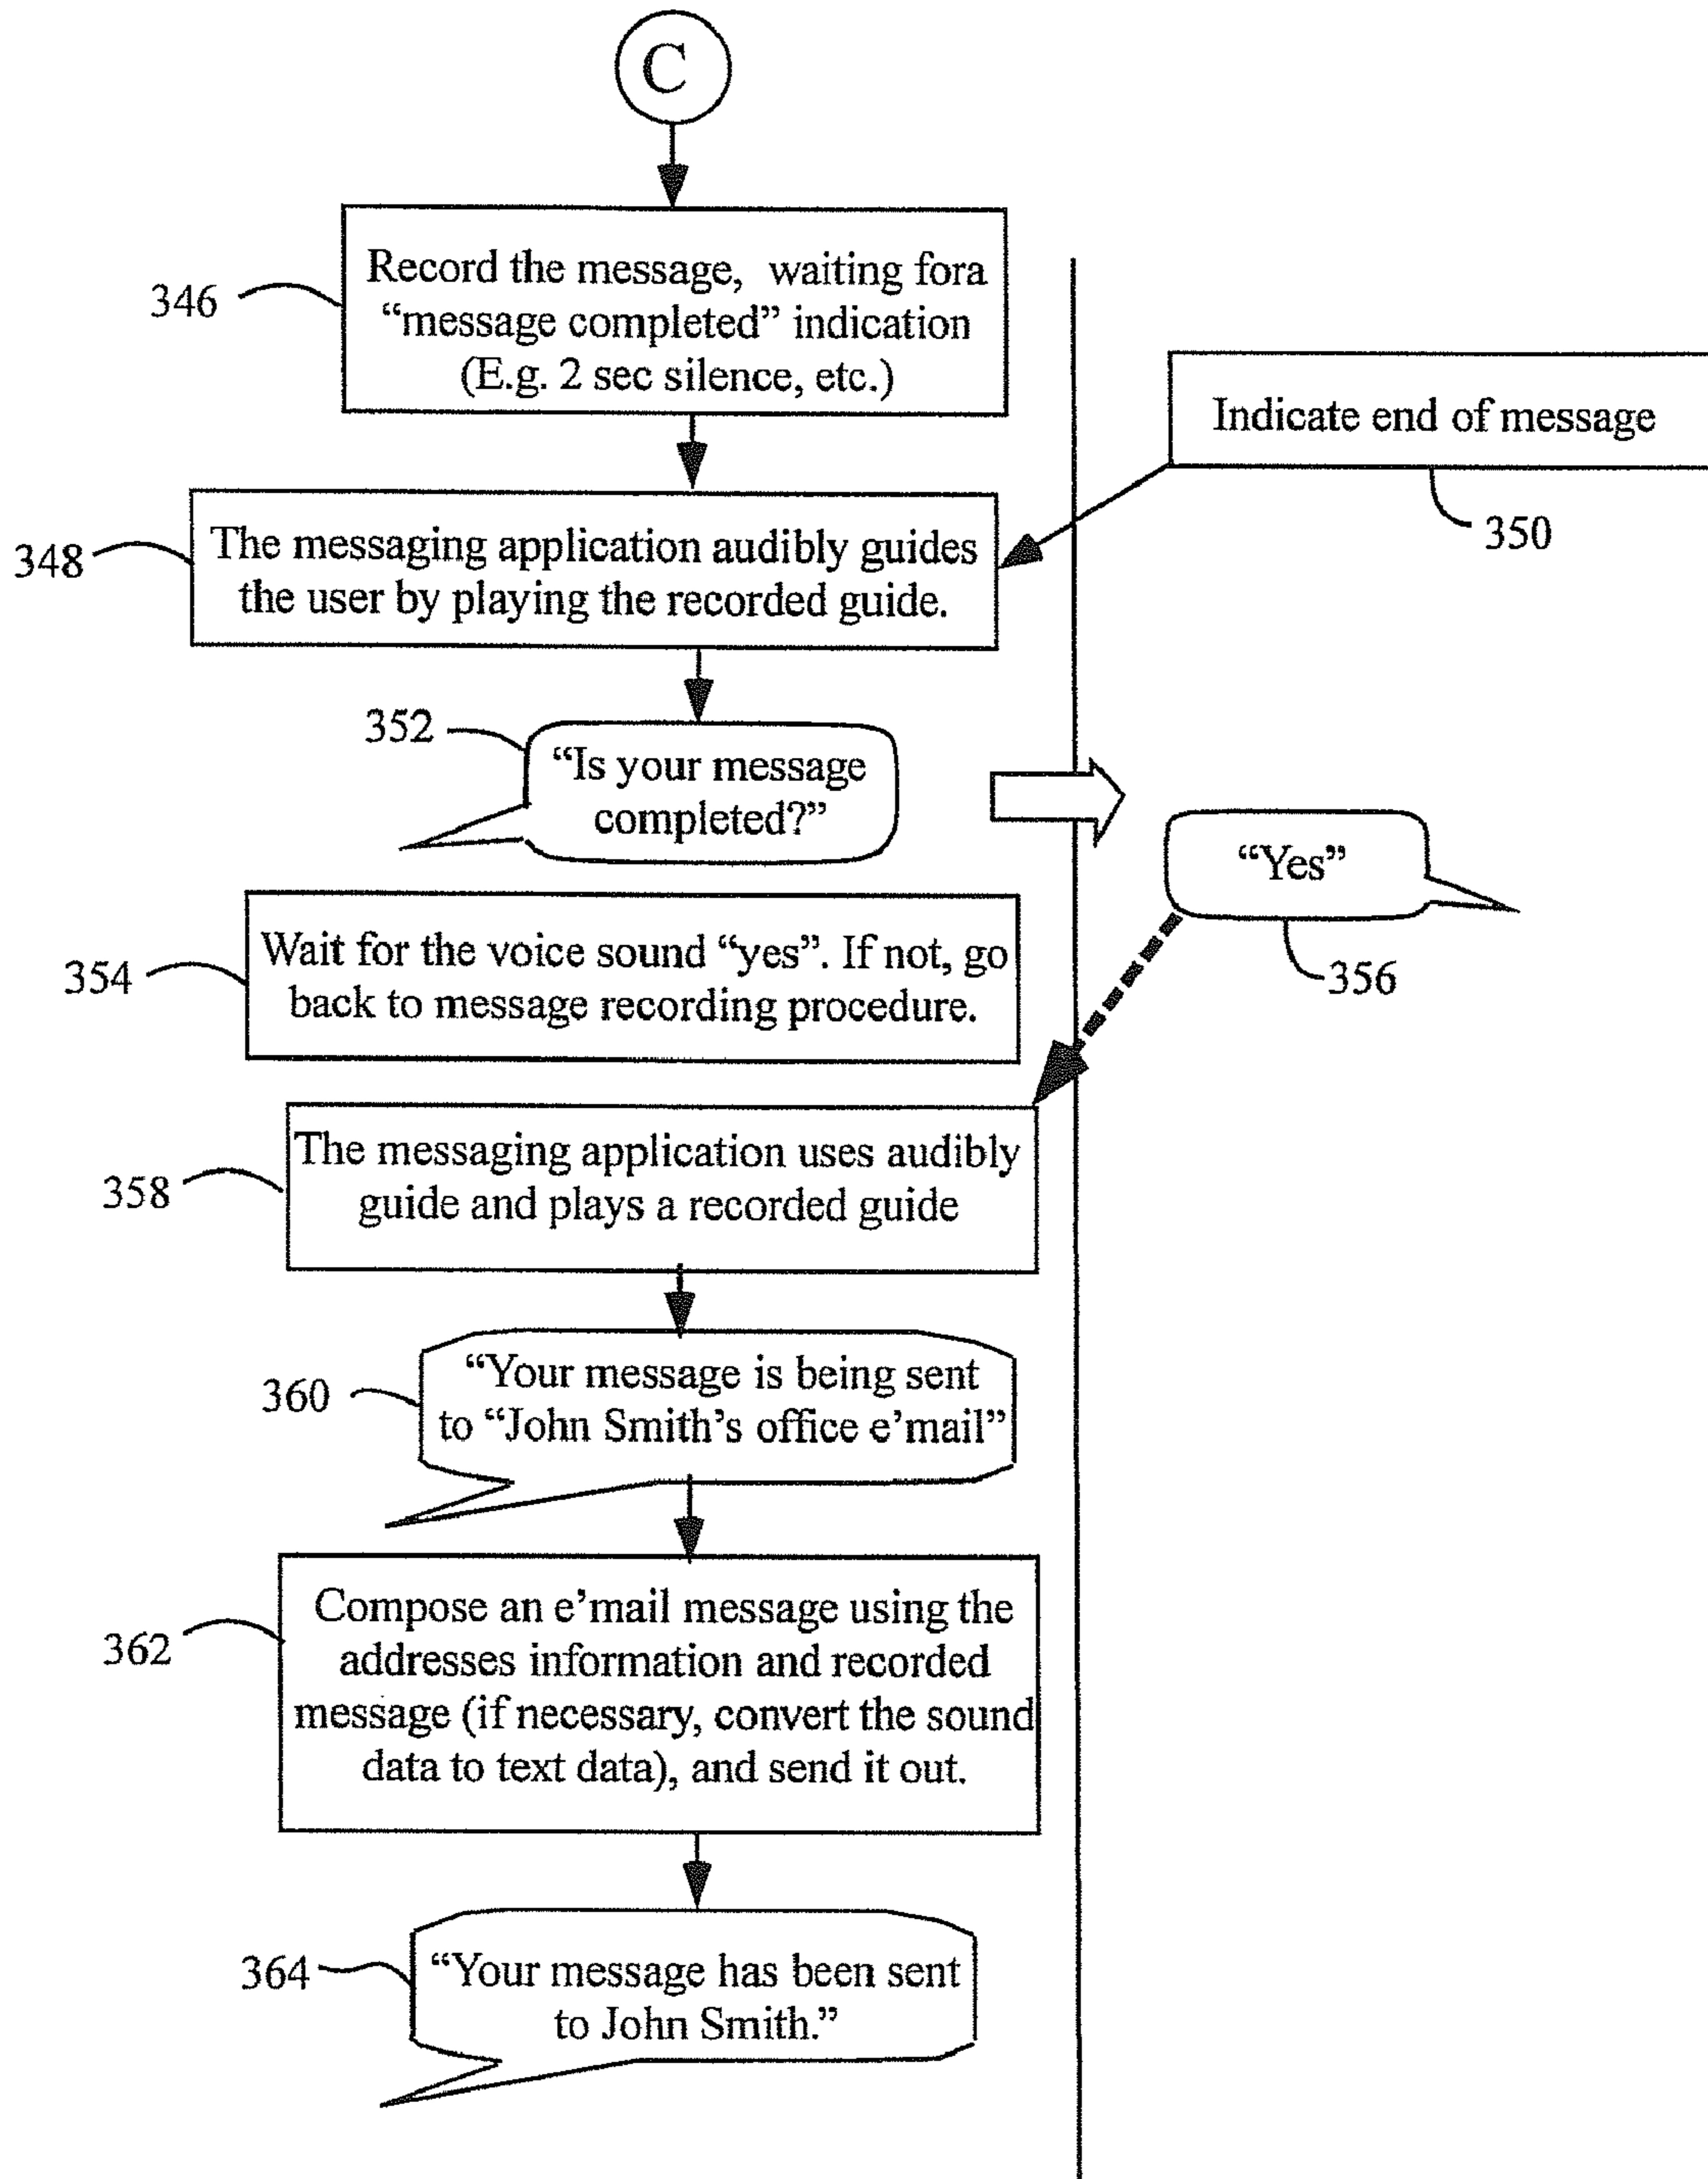 C
346
Record the message, waiting fora
“message completed” indication
(E.g. 2 sec silence, etc.)
Indicate end of message
350
348
The messaging application audibly guides
the user by playing the recorded guide.
352
“Is your message
completed?”
“Yes”
356
354
Wait for the voice sound “yes”. If not, go
back to message recording procedure.
358
The messaging application uses audibly
guide and plays a recorded guide
360
“Your message is being sent
to “John Smith’s office e’mail”
362
Compose an e’mail message using the
addresses information and recorded
message (if necessary, convert the sound
data to text data), and send it out.
364
“Your message has been sent
to John Smith.”